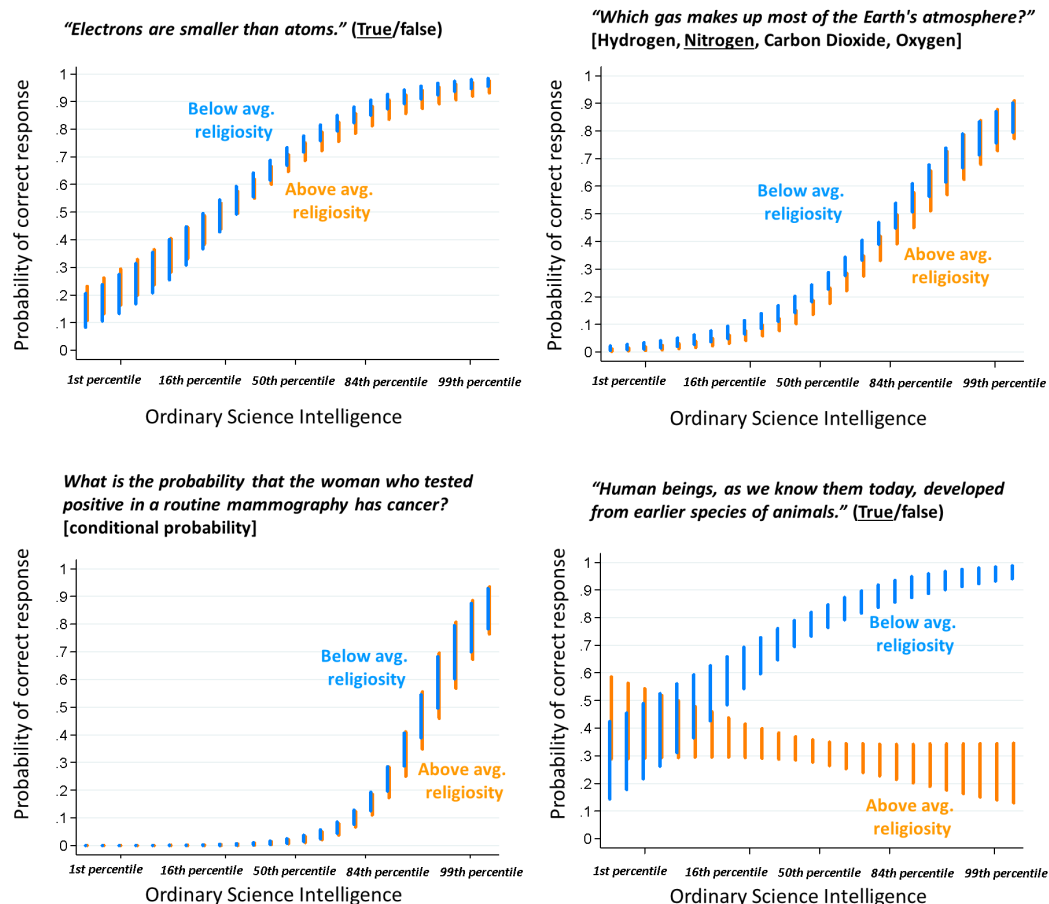 “Electrons are smaller than atoms.” (True/false)
Probability of correct response
1
.9
.8
.7
.6
.5
.4
.3
.2
.1
0
Below avg.
religiosity
Above avg.
religiosity
1st percentile 16th percentile 50th percentile 84th percentile 99th percentile
Ordinary Science Intelligence
“Which gas makes up most of the Earth's atmosphere?”
[Hydrogen, Nitrogen, Carbon Dioxide, Oxygen]
Probability of correct response
1
.9
.8
.7
.6
.5
.4
.3
.2
.1
0
Below avg.
religiosity
Above avg.
religiosity
1st percentile 16th percentile 50th percentile 84th percentile 99th percentile
Ordinary Science Intelligence
What is the probability that the woman who tested
positive in a routine mammography has cancer?
[conditional probability]
Probability of correct response
1
.9
.8
.7
.6
.5
.4
.3
.2
.1
0
Below avg.
religiosity
Above avg.
religiosity
1st percentile 16th percentile 50th percentile 84th percentile 99th percentile
Ordinary Science Intelligence
“Human beings, as we know them today, developed
from earlier species of animals.” (True/false)
Probability of correct response
1
.9
.8
.7
.6
.5
.4
.3
.2
.1
0
Below avg.
religiosity
Above avg.
religiosity
1st percentile 16th percentile 50th percentile 84th percentile 99th percentile
Ordinary Science Intelligence